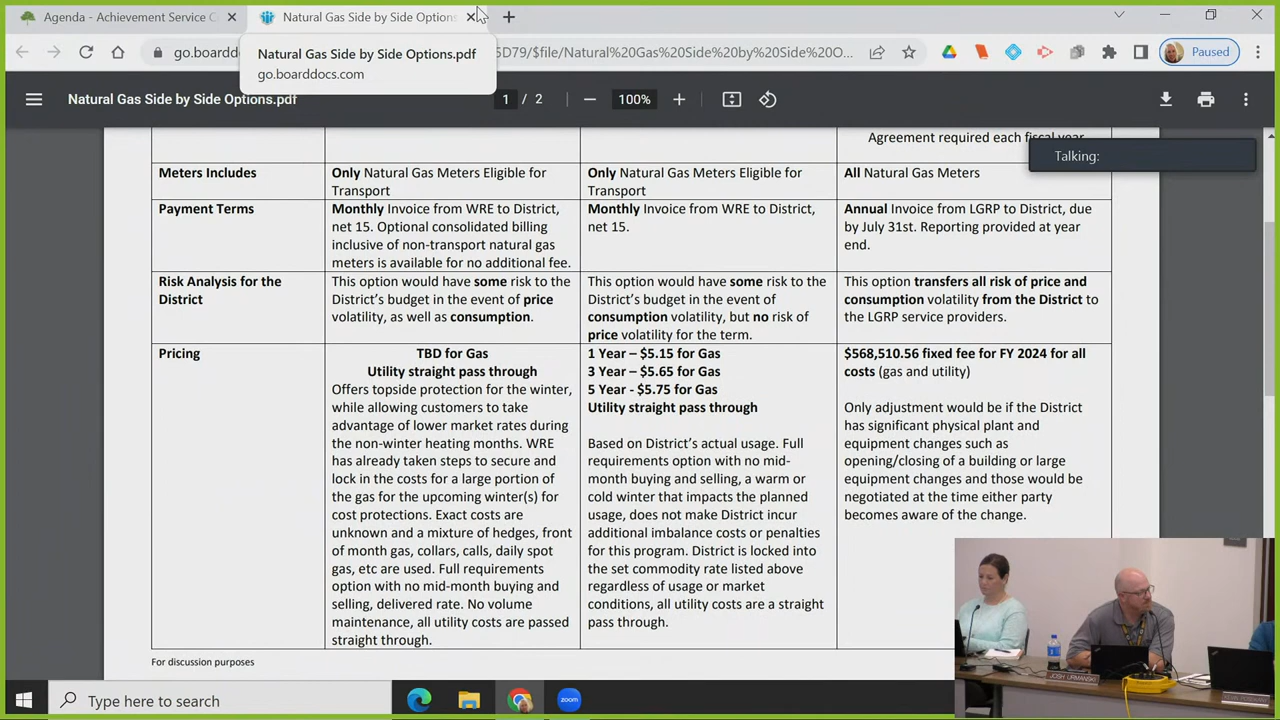 Agenda - Achievement Service C
Natural Gas Side by Side Options
Natural Gas Side by Side Options.pdf
go.boarddocs.com
go.boardd
5D79/$file/Natural%20Gas%20Side%20by%20Side%20O...
Paused
Natural Gas Side by Side Options.pdf
1 / 2
100%
Agreement required each fiscal year
Talking:
Meters Includes
Only Natural Gas Meters Eligible for
Transport
Only Natural Gas Meters Eligible for
Transport
All Natural Gas Meters
Payment Terms
Monthly Invoice from WRE to District,
net 15. Optional consolidated billing
inclusive of non-transport natural gas
meters is available for no additional fee.
Monthly Invoice from WRE to District,
net 15.
Annual Invoice from LGRP to District, due
by July 31st. Reporting provided at year
end.
Risk Analysis for the
District
This option would have some risk to the
District's budget in the event of price
volatility, as well as consumption.
This option would have some risk to the
District's budget in the event of
consumption volatility, but no risk of
price volatility for the term.
This option transfers all risk of price and
consumption volatility from the District to
the LGRP service providers.
Pricing
TBD for Gas
Utility straight pass through
Offers topside protection for the winter,
while allowing customers to take
advantage of lower market rates during
the non-winter heating months. WRE
has already taken steps to secure and
lock in the costs for a large portion of
the gas for the upcoming winter(s) for
cost protections. Exact costs are
unknown and a mixture of hedges, front
of month gas, collars, calls, daily spot
gas, etc are used. Full requirements
option with no mid-month buying and
selling, delivered rate. No volume
maintenance, all utility costs are passed
straight through.
1 Year – $5.15 for Gas
3 Year – $5.65 for Gas
5 Year - $5.75 for Gas
Utility straight pass through
Based on District's actual usage. Full
requirements option with no mid-
month buying and selling, a warm or
cold winter that impacts the planned
usage, does not make District incur
additional imbalance costs or penalties
for this program. District is locked into
the set commodity rate listed above
regardless of usage or market
conditions, all utility costs are a straight
pass through.
$568,510.56 fixed fee for FY 2024 for all
costs (gas and utility)
Only adjustment would be if the District
has significant physical plant and
equipment changes such as
opening/closing of a building or large
equipment changes and those would be
negotiated at the time either party
becomes aware of the change.
For discussion purposes
JOSH URMANSKI
Type here to search
zoom